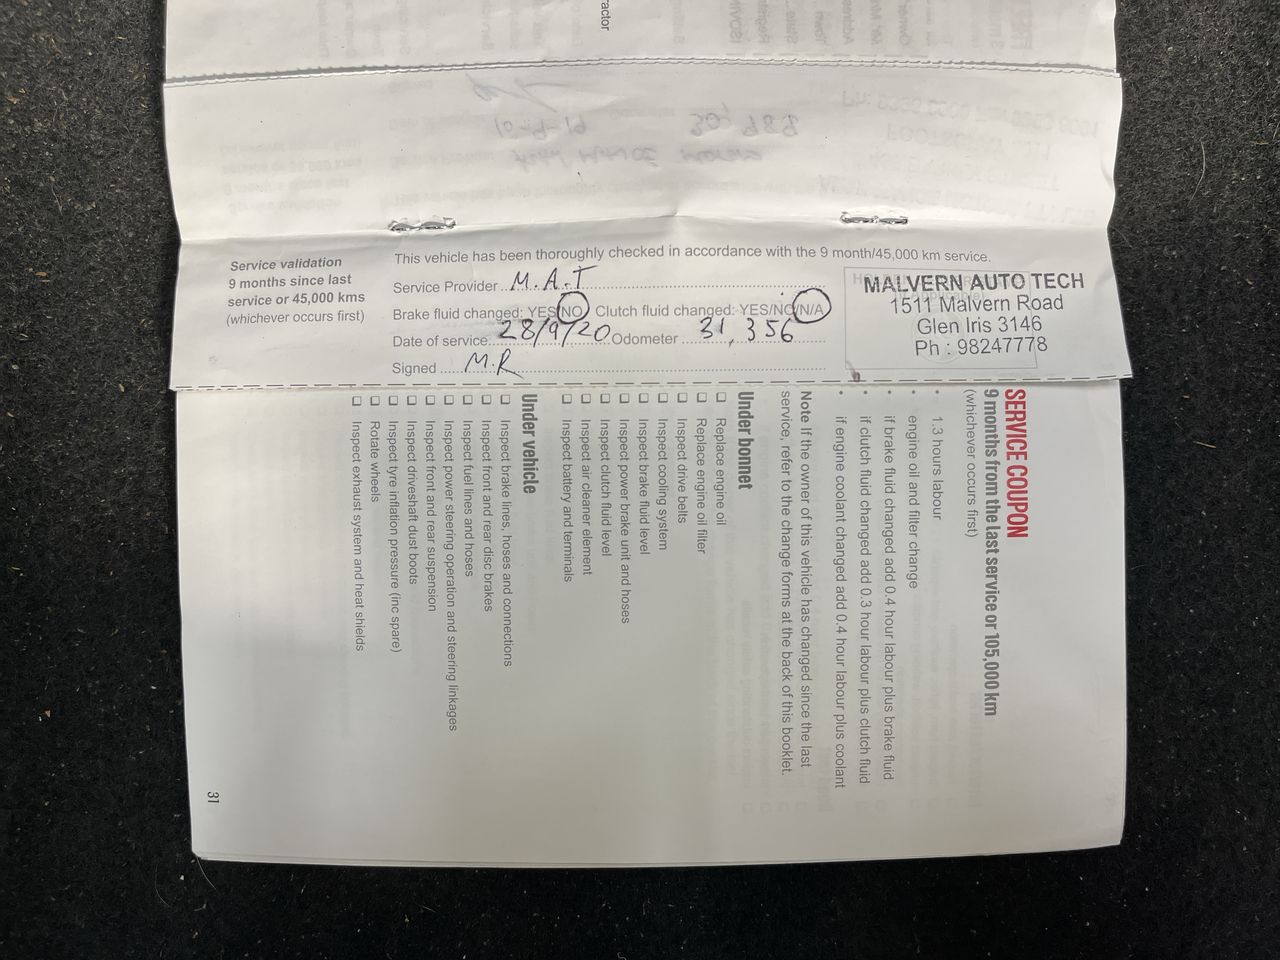 ractor
Service validation
9 months since last
service or 45,000 kms
(whichever occurs first)
This vehicle has been thoroughly checked in accordance with the 9 month/45,000 km service.
Service Provider M.A.T
Brake fluid changed: YES/NO Clutch fluid changed: YES/NO/N/A
Date of service: 28/9/20 Odometer 31,356
Signed M.R
MALVERN AUTO TECH
1511 Malvern Road
Glen Iris 3146
Ph : 98247778
SERVICE COUPON
9 months from the last service or 105,000 km
(whichever occurs first)
• 1.3 hours labour
• engine oil and filter change
• if brake fluid changed add 0.4 hour labour plus brake fluid
• if clutch fluid changed add 0.3 hour labour plus clutch fluid
• if engine coolant changed add 0.4 hour labour plus coolant
Note If the owner of this vehicle has changed since the last
service, refer to the change forms at the back of this booklet.
Under bonnet
❑ Replace engine oil
❑ Replace engine oil filter
❑ Inspect drive belts
❑ Inspect cooling system
❑ Inspect brake fluid level
❑ Inspect power brake unit and hoses
❑ Inspect clutch fluid level
❑ Inspect air cleaner element
❑ Inspect battery and terminals
Under vehicle
❑ Inspect brake lines, hoses and connections
❑ Inspect front and rear disc brakes
❑ Inspect fuel lines and hoses
❑ Inspect power steering operation and steering linkages
❑ Inspect front and rear suspension
❑ Inspect driveshaft dust boots
❑ Inspect tyre inflation pressure (inc spare)
❑ Rotate wheels
❑ Inspect exhaust system and heat shields
31